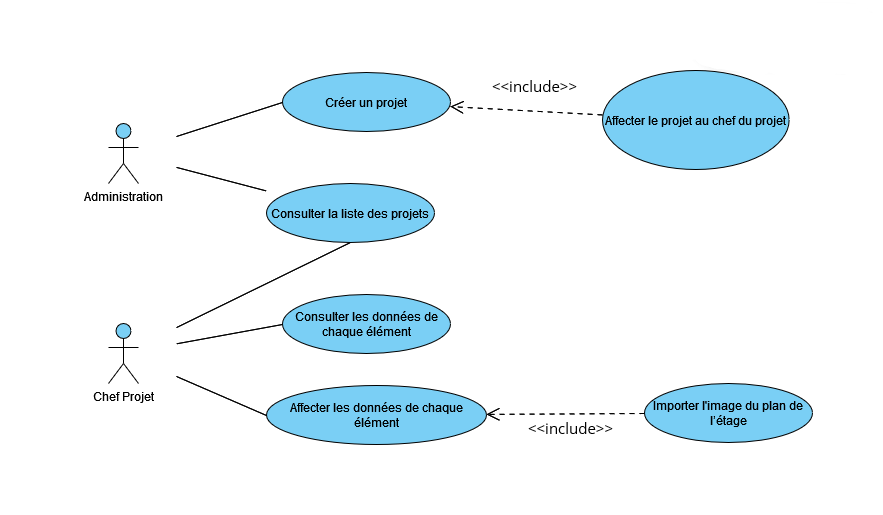 <<include>>
Créer un projet
Affecter le projet au chef du projet
Administration
Consulter la liste des projets
Consulter les données de
chaque élément
Chef Projet
Affecter les données de chaque
élément
Importer l'image du plan de
l'étage
<<include>>